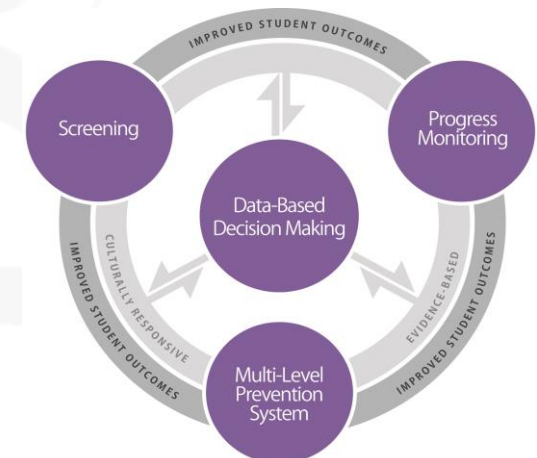 IMPROVED STUDENT OUTCOMES
Screening
Progress
Monitoring
Data-Based
Decision Making
CULTURALLY RESPONSIVE
EVIDENCE-BASED
IMPROVED STUDENT OUTCOMES
IMPROVED STUDENT OUTCOMES
Multi-Level
Prevention
System